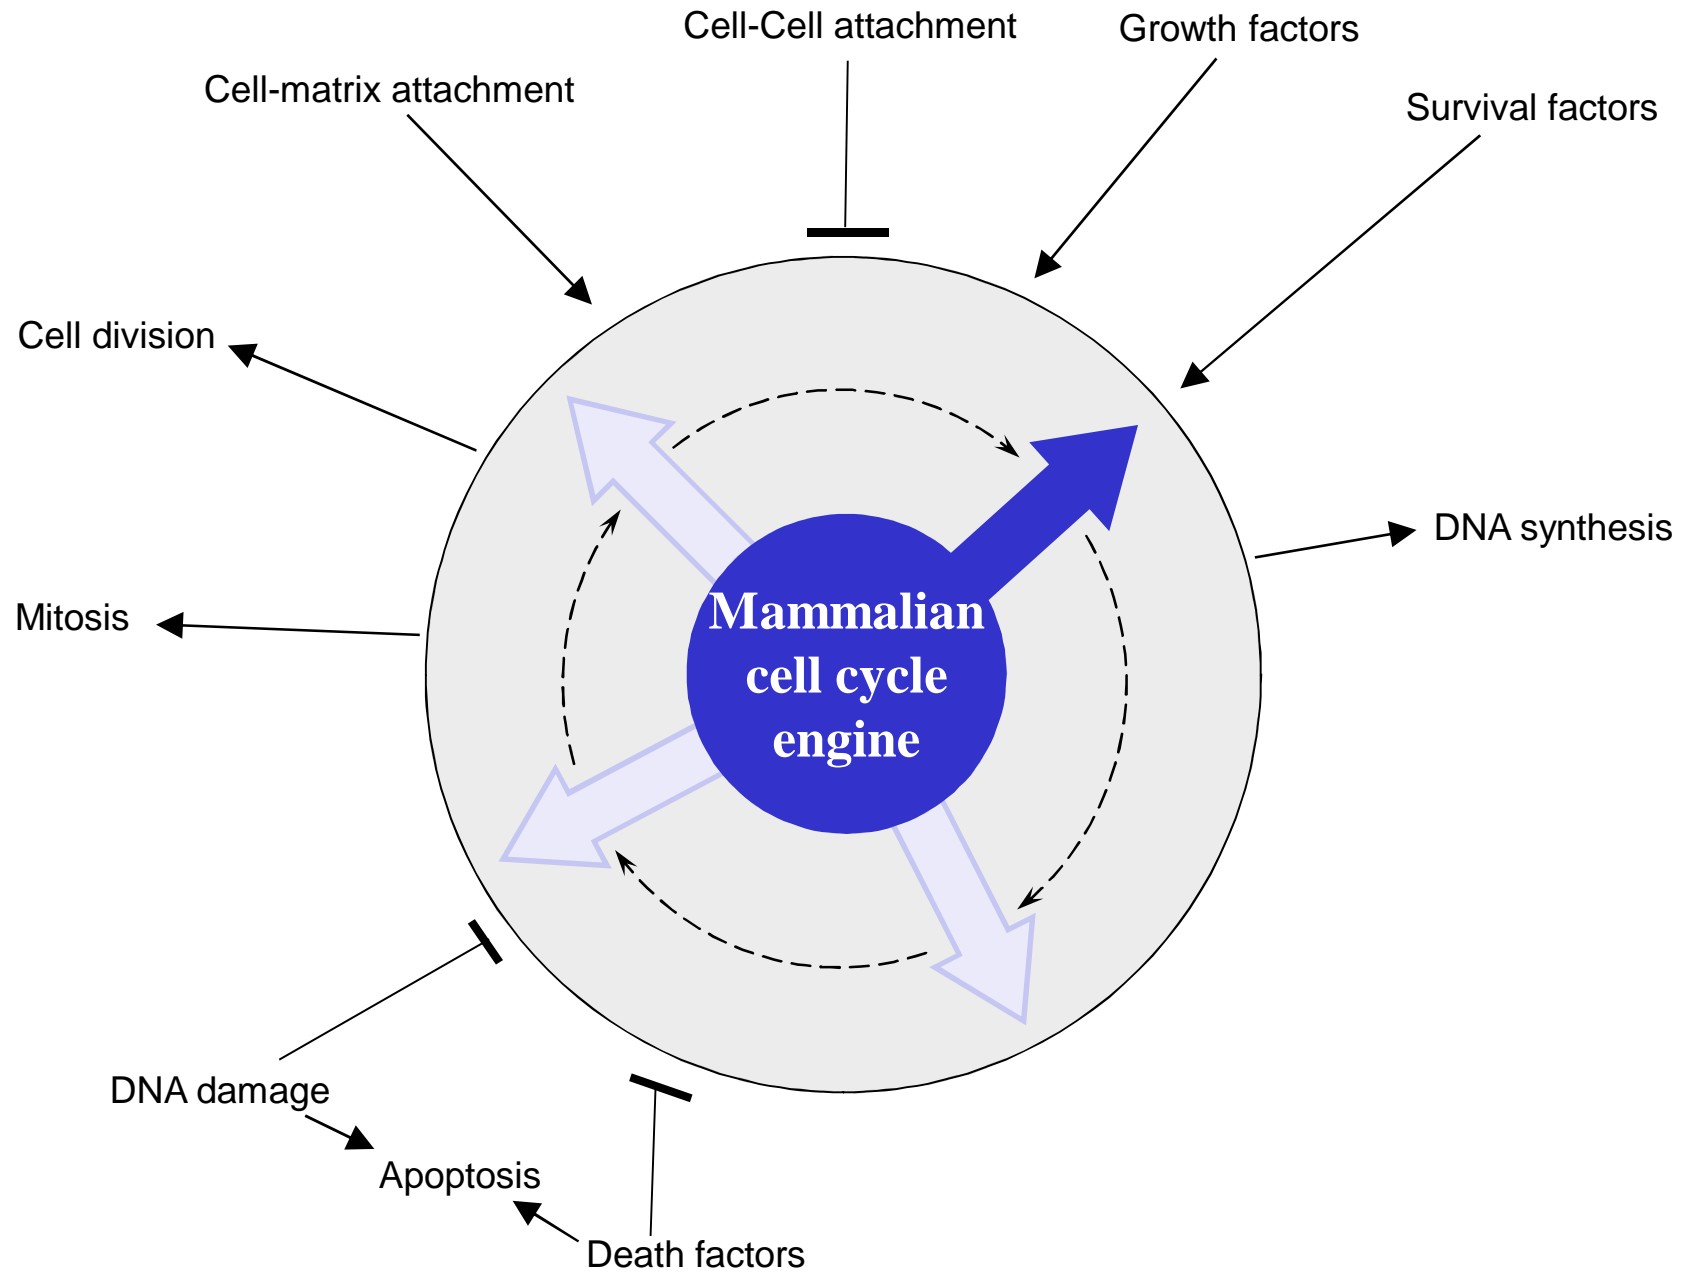 Cell-Cell attachment
Growth factors
Cell-matrix attachment
Survival factors
Cell division
DNA synthesis
Mitosis
Mammalian
cell cycle
engine
DNA damage
Apoptosis
Death factors